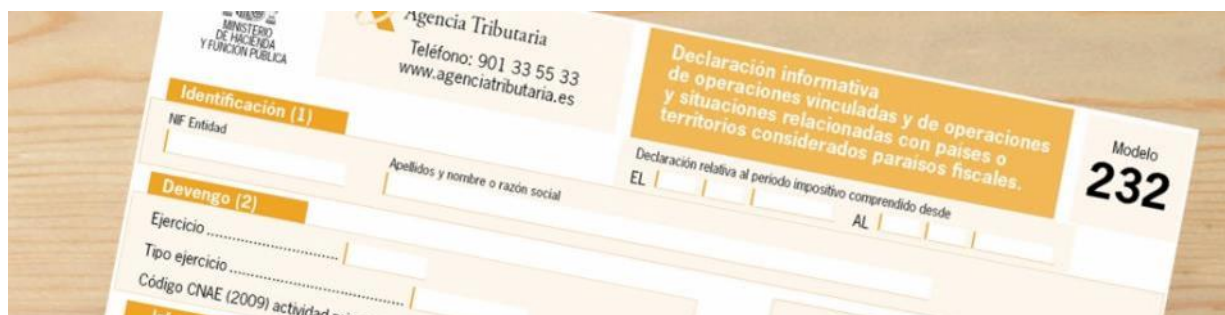 MINISTERIO
DE HACIENDA
Y FUNCIÓN PÚBLICA
Agencia Tributaria
Teléfono: 901 33 55 33
www.agenciatributaria.es
Declaración informativa
de operaciones vinculadas y de operaciones
y situaciones relacionadas con países o
territorios considerados paraísos fiscales.
Modelo
232
Identificación (1)
NIF Entidad
Apellidos y nombre o razón social
Declaración relativa al periodo impositivo comprendido desde
EL
AL
Devengo (2)
Ejercicio
Tipo ejercicio
Código CNAE (2009) actividad